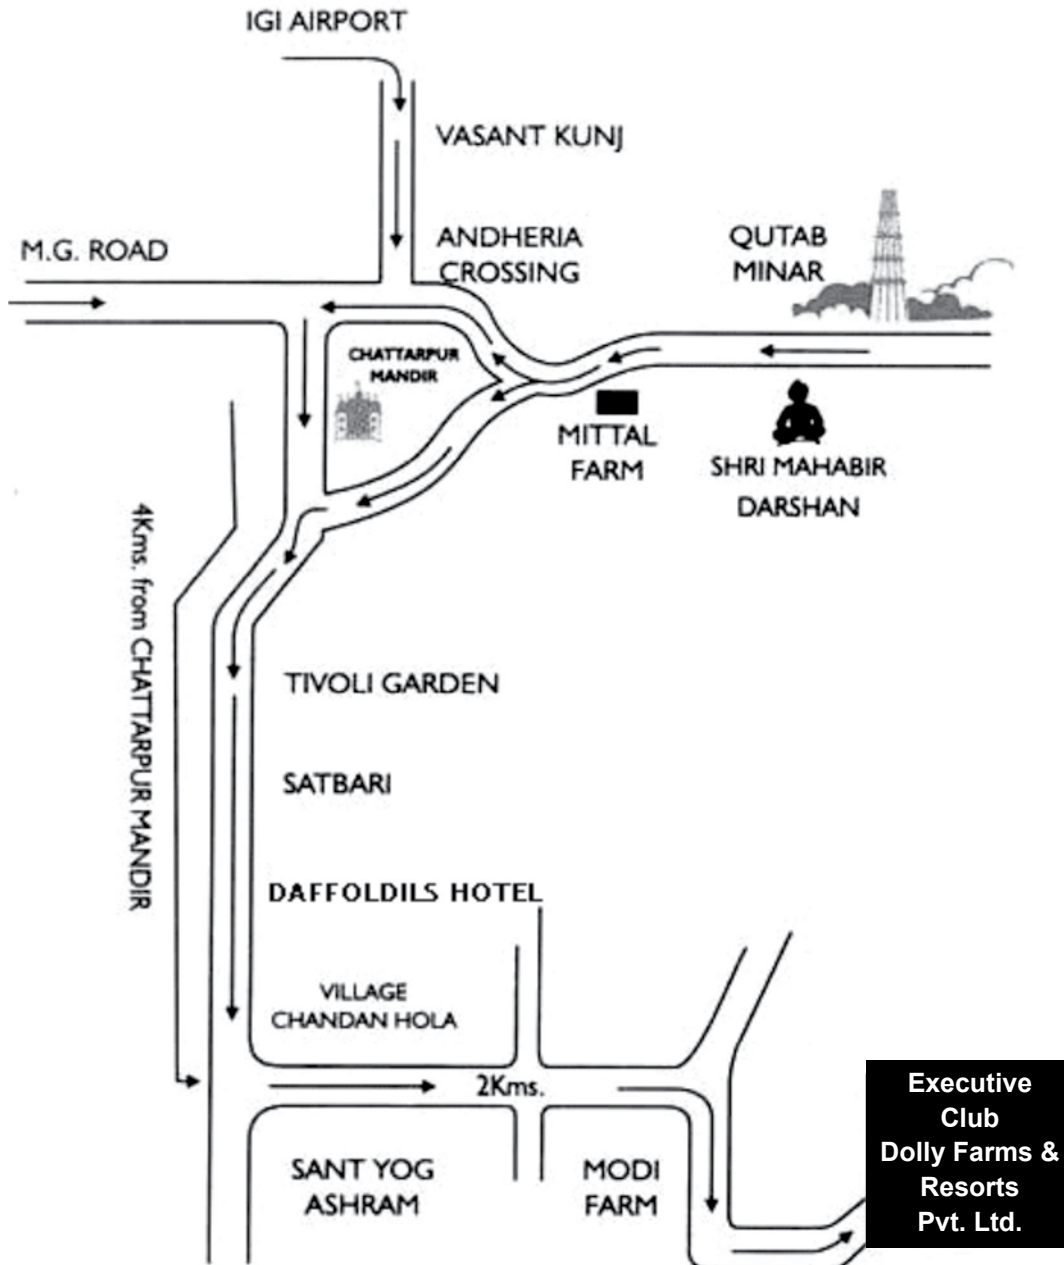 IGI AIRPORT
VASANT KUNJ
M.G. ROAD
ANDHERIA
CROSSING
QUTAB
MINAR
CHATTARPUR
MANDIR
MITTAL
FARM
SHRI MAHABIR
DARSHAN
4Kms. from CHATTARPUR MANDIR
TIVOLI GARDEN
SATBARI
DAFFOLDILS HOTEL
VILLAGE
CHANDAN HOLA
2Kms.
SANT YOG
ASHRAM
MODI
FARM
Executive
Club
Dolly Farms &
Resorts
Pvt. Ltd.